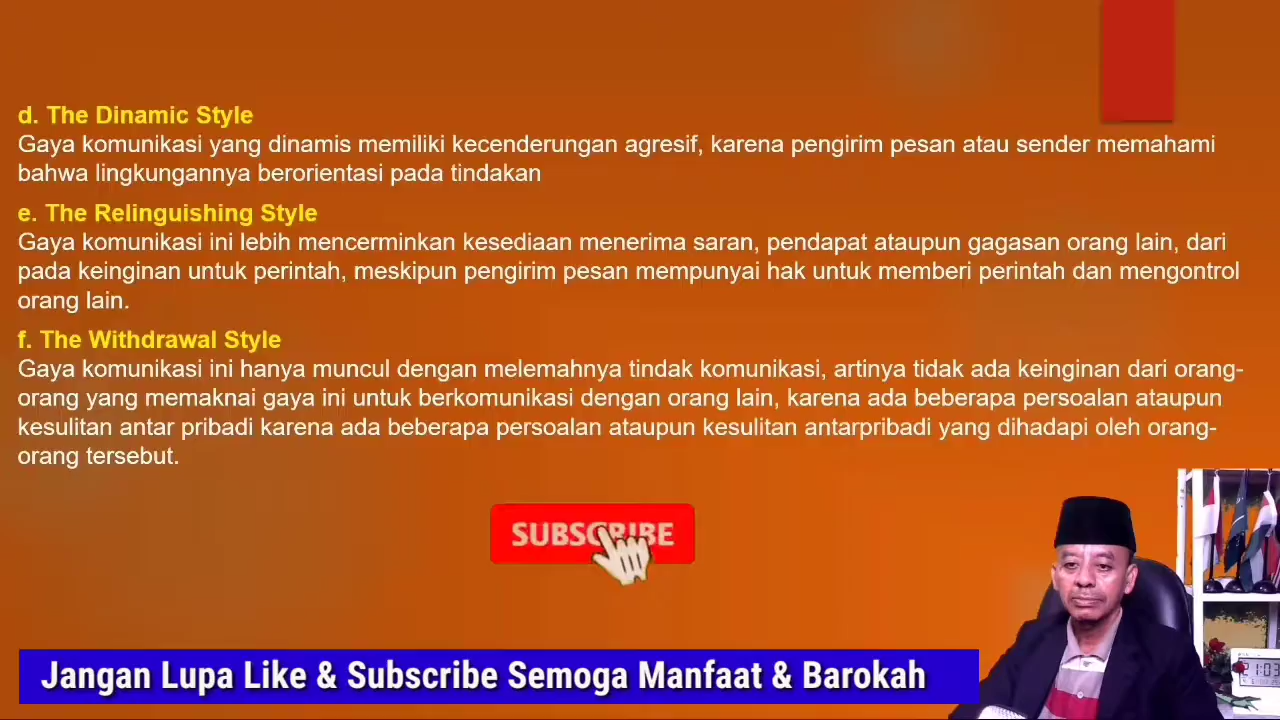 d. The Dinamic Style
Gaya komunikasi yang dinamis memiliki kecenderungan agresif, karena pengirim pesan atau sender memahami
bahwa lingkungannya berorientasi pada tindakan
e. The Relinguishing Style
Gaya komunikasi ini lebih mencerminkan kesediaan menerima saran, pendapat ataupun gagasan orang lain, dari
pada keinginan untuk perintah, meskipun pengirim pesan mempunyai hak untuk memberi perintah dan mengontrol
orang lain.
f. The Withdrawal Style
Gaya komunikasi ini hanya muncul dengan melemahnya tindak komunikasi, artinya tidak ada keinginan dari orang-
orang yang memaknai gaya ini untuk berkomunikasi dengan orang lain, karena ada beberapa persoalan ataupun
kesulitan antar pribadi karena ada beberapa persoalan ataupun kesulitan antarpribadi yang dihadapi oleh orang-
orang tersebut.
SUBSCRIBE
Jangan Lupa Like & Subscribe Semoga Manfaat & Barokah